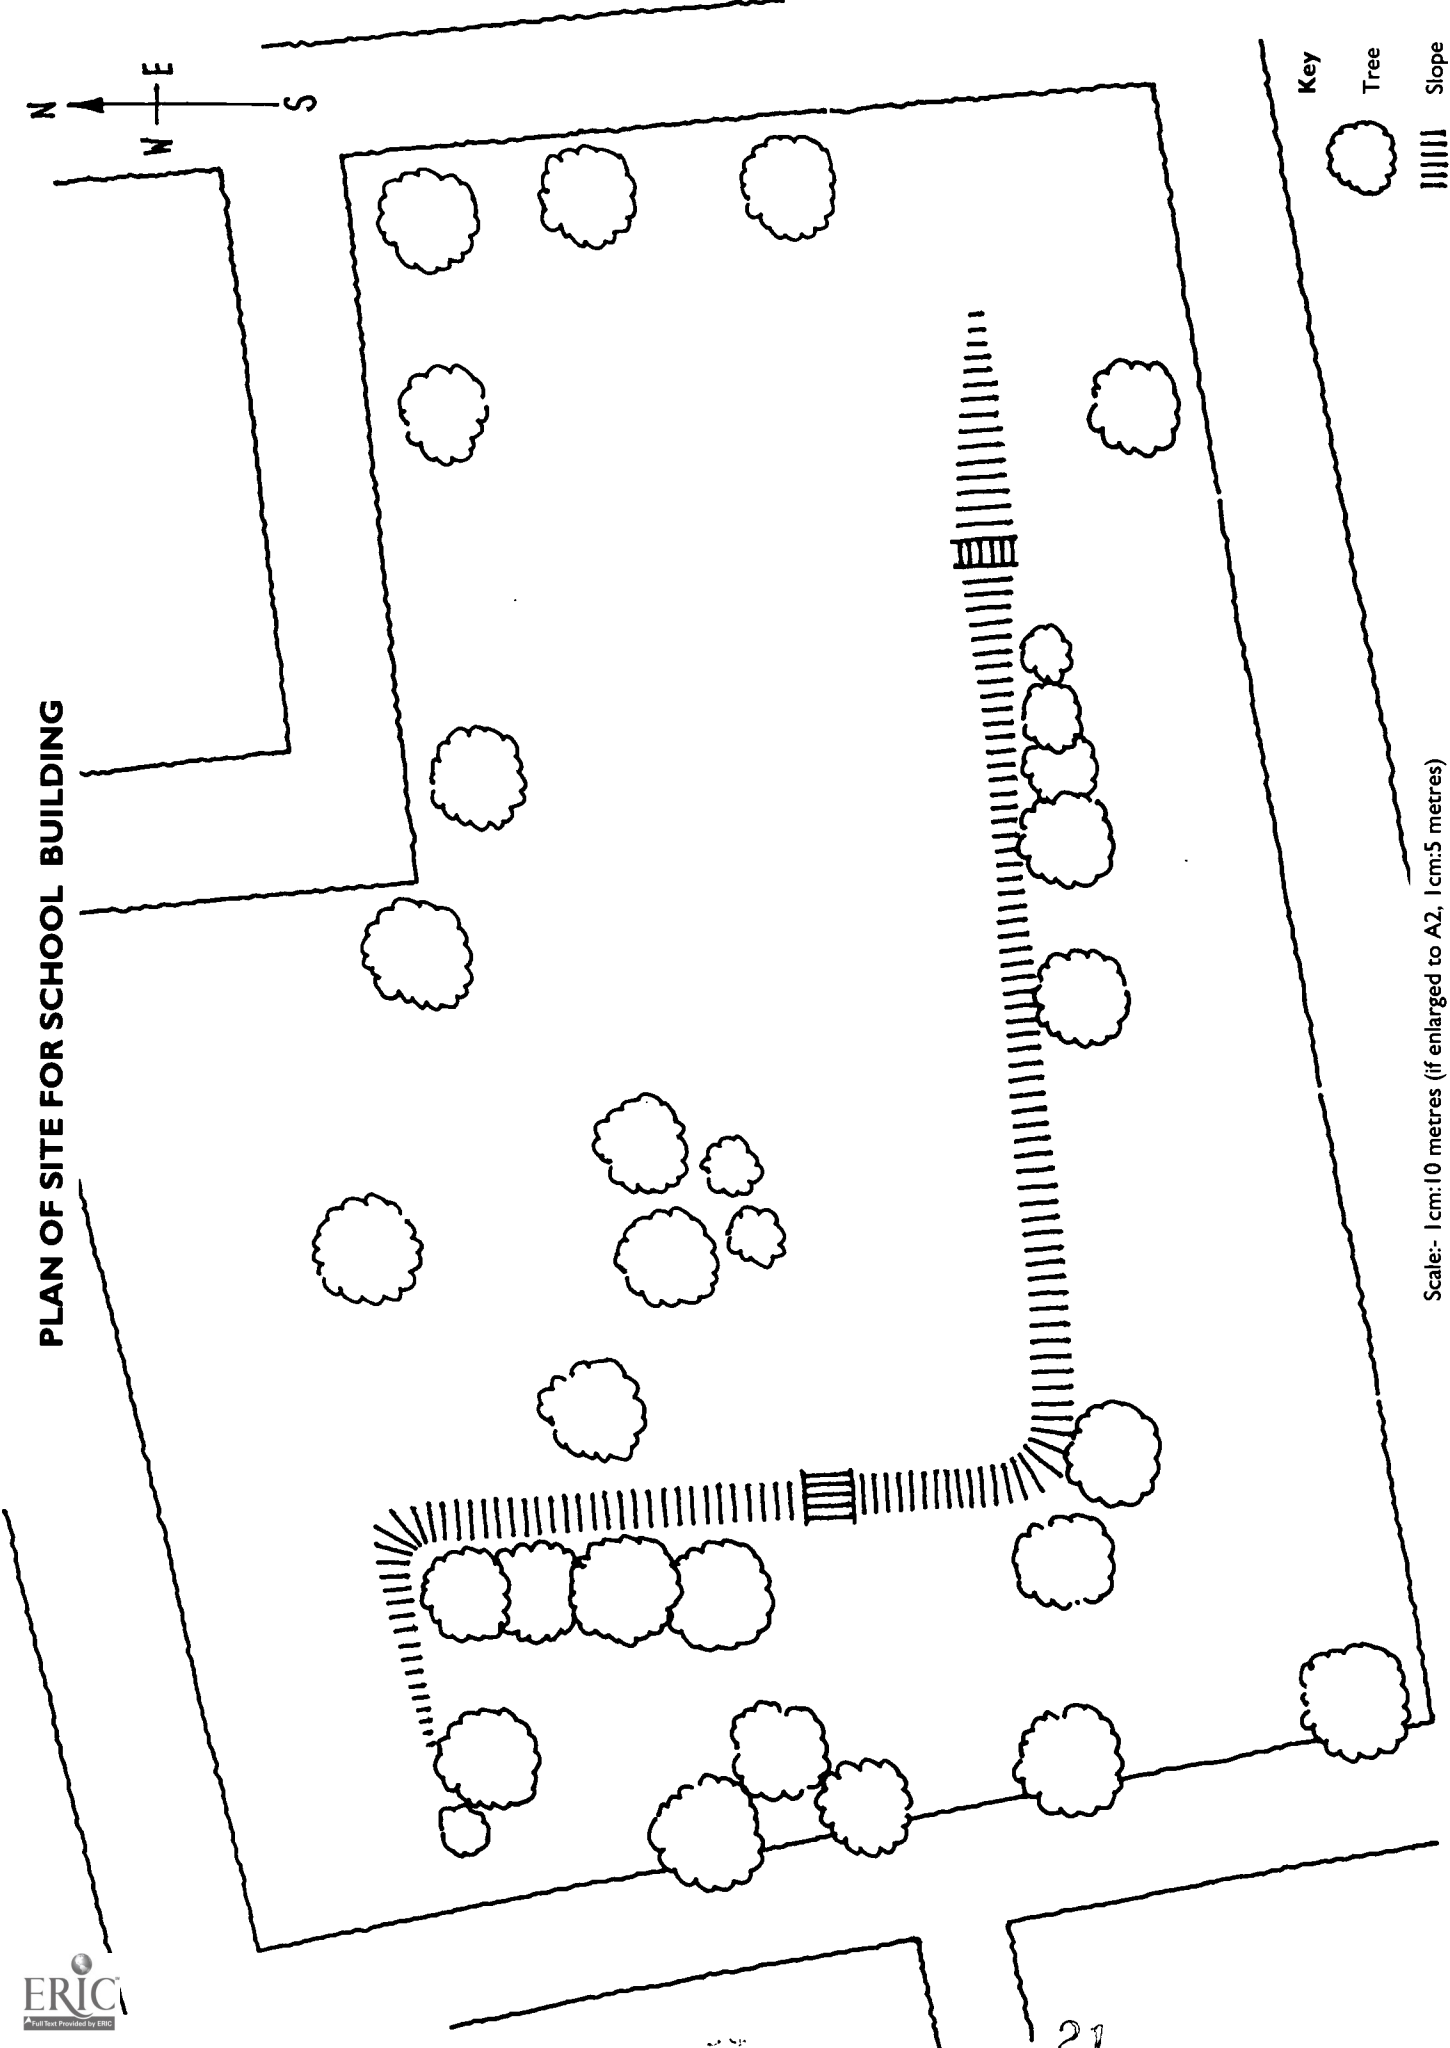 PLAN OF SITE FOR SCHOOL BUILDING
N
W E
S
Key
Tree
Slope
Scale:- 1cm:10 metres (if enlarged to A2, 1cm:5 metres)
21
ERIC
Full Text Provided by ERIC